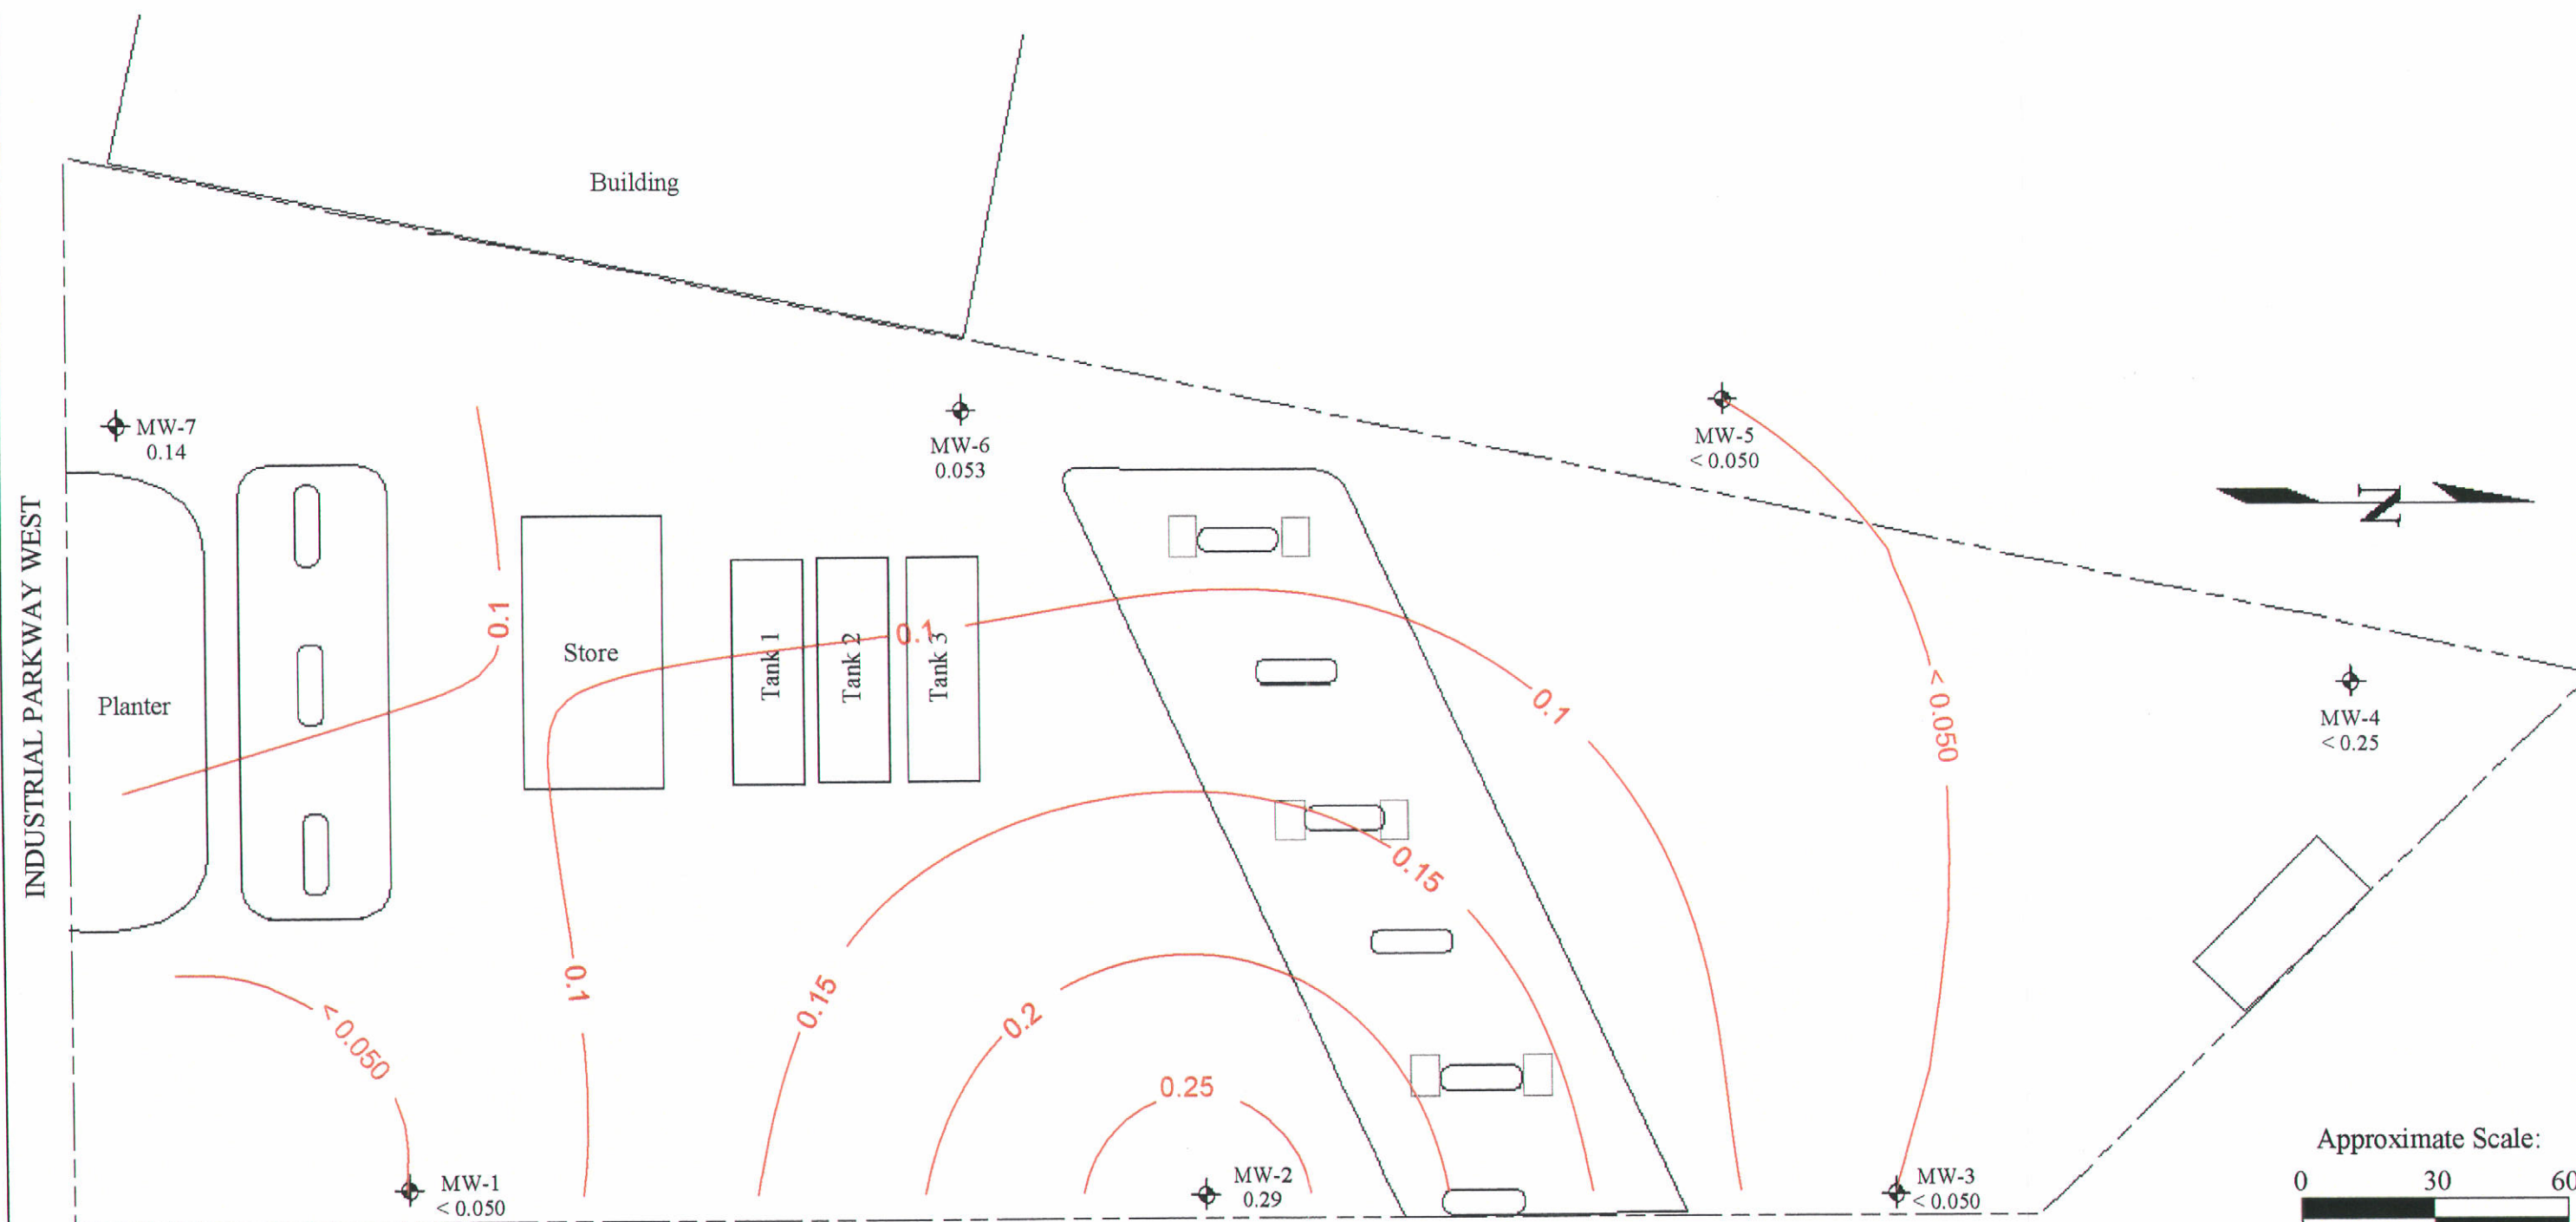 Building
MW-7
0.14
MW-6
0.053
MW-5
< 0.050
N
INDUSTRIAL PARKWAY WEST
Planter
0.1
Store
Tank 1
Tank 2
Tank 3
0.1
0.1
< 0.050
MW-4
< 0.25
0.15
0.1
0.15
0.2
< 0.050
0.25
MW-1
< 0.050
MW-2
0.29
MW-3
< 0.050
Approximate Scale:
0 30 60